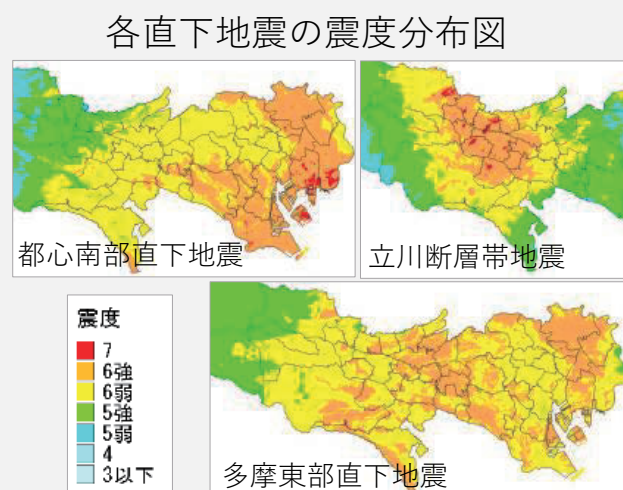 各直下地震の震度分布図
都心南部直下地震
立川断層帯地震
震度
7
6強
6弱
5強
5弱
4
3以下
多摩東部直下地震